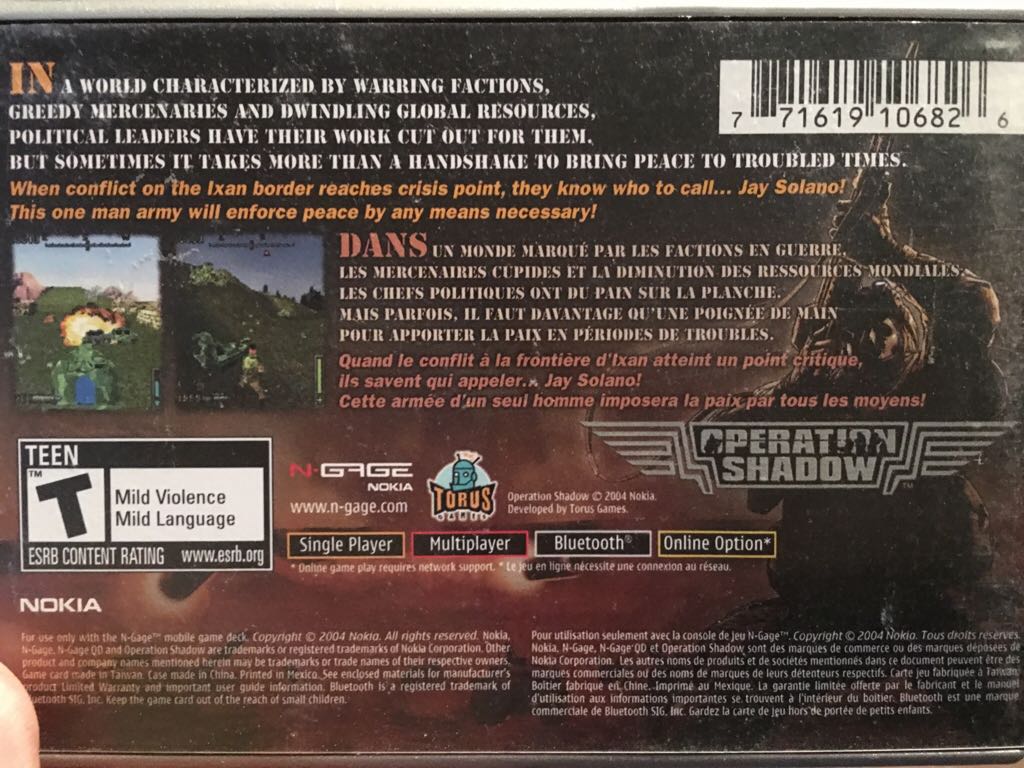 IN A WORLD CHARACTERIZED BY WARRING FACTIONS,
GREEDY MERCENARIES AND DWINDLING GLOBAL RESOURCES,
POLITICAL LEADERS HAVE THEIR WORK CUT OUT FOR THEM.
BUT SOMETIMES IT TAKES MORE THAN A HANDSHAKE TO BRING PEACE TO TROUBLED TIMES.
7 71619 10682 6
When conflict on the Ixan border reaches crisis point, they know who to call... Jay Solano!
This one man army will enforce peace by any means necessary!
DANS UN MONDE MARQUÉ PAR LES FACTIONS EN GUERRE,
LES MERCENAIRES CUPIDES ET LA DIMINUTION DES RESSOURCES MONDIALES,
LES CHEFS POLITIQUES ONT DU PAIN SUR LA PLANCHE.
MAIS PARFOIS, IL FAUT DAVANTAGE QU'UNE POIGNÉE DE MAIN
POUR APPORTER LA PAIX EN PÉRIODES DE TROUBLES.
Quand le conflit à la frontière d'Ixan atteint un point critique,
ils savent qui appeler... Jay Solano!
Cette armée d'un seul homme imposera la paix par tous les moyens!
OPERATION
SHADOW™
TEEN
T™
Mild Violence
Mild Language
ESRB CONTENT RATING www.esrb.org
N-GAGE
NOKIA
www.n-gage.com
TORUS
GAMES
Operation Shadow © 2004 Nokia.
Developed by Torus Games.
Single Player Multiplayer Bluetooth® Online Option*
* Online game play requires network support. * Le jeu en ligne nécessite une connexion au réseau.
NOKIA
For use only with the N-Gage™ mobile game deck. Copyright © 2004 Nokia. All rights reserved. Nokia,
N-Gage, N-Gage QD and Operation Shadow are trademarks or registered trademarks of Nokia Corporation. Other
product and company names mentioned herein may be trademarks or trade names of their respective owners.
Game card made in Taiwan. Case made in China. Printed in Mexico. See enclosed materials for manufacturer's
product Limited Warranty and important user guide information. Bluetooth is a registered trademark of
Bluetooth SIG, Inc. Keep the game card out of the reach of small children.
Pour utilisation seulement avec la console de jeu N-Gage™. Copyright © 2004 Nokia. Tous droits réservés.
Nokia, N-Gage, N-Gage QD et Operation Shadow sont des marques de commerce ou des marques déposées de
Nokia Corporation. Les autres noms de produits et de sociétés mentionnés dans ce document peuvent être des
marques commerciales ou des noms de marques de leurs détenteurs respectifs. Carte jeu fabriquée à Taiwan.
Boîtier fabriqué en Chine. Imprimé au Mexique. La garantie limitée offerte par le fabricant et le manuel
d'utilisation aux informations importantes se trouvent à l'intérieur du boîtier. Bluetooth est une marque
commerciale de Bluetooth SIG, Inc. Gardez la carte de jeu hors de portée de petits enfants.